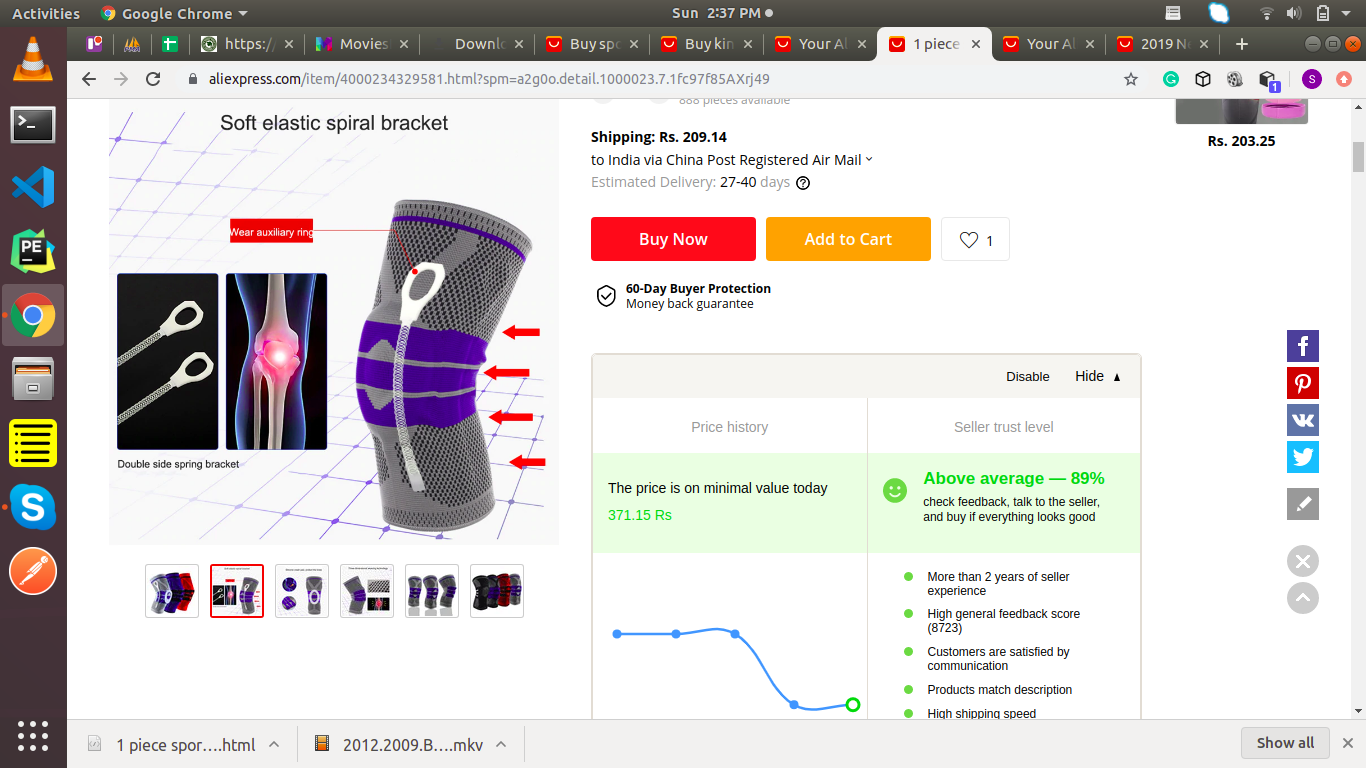 Activities
Google Chrome
Sun 2:37 PM
https:/
Movies
Downlo
Buy spo
Buy kin
Your Al
1 piece
Your Al
2019 N
aliexpress.com/item/4000234329581.html?spm=a2g0o.detail.1000023.7.1fc97f85AXrj49
S
1
PE
Soft elastic spiral bracket
Wear auxiliary ring
Double side spring bracket
888 pieces available
Shipping: Rs. 209.14
to India via China Post Registered Air Mail
Estimated Delivery: 27-40 days
Buy Now
Add to Cart
1
60-Day Buyer Protection
Money back guarantee
Rs. 203.25
Disable
Hide
Price history
Seller trust level
The price is on minimal value today
371.15 Rs
Above average — 89%
check feedback, talk to the seller,
and buy if everything looks good
More than 2 years of seller
experience
High general feedback score
(8723)
Customers are satisfied by
communication
Products match description
High shipping speed
1 piece spor....html
2012.2009.B....mkv
Show all